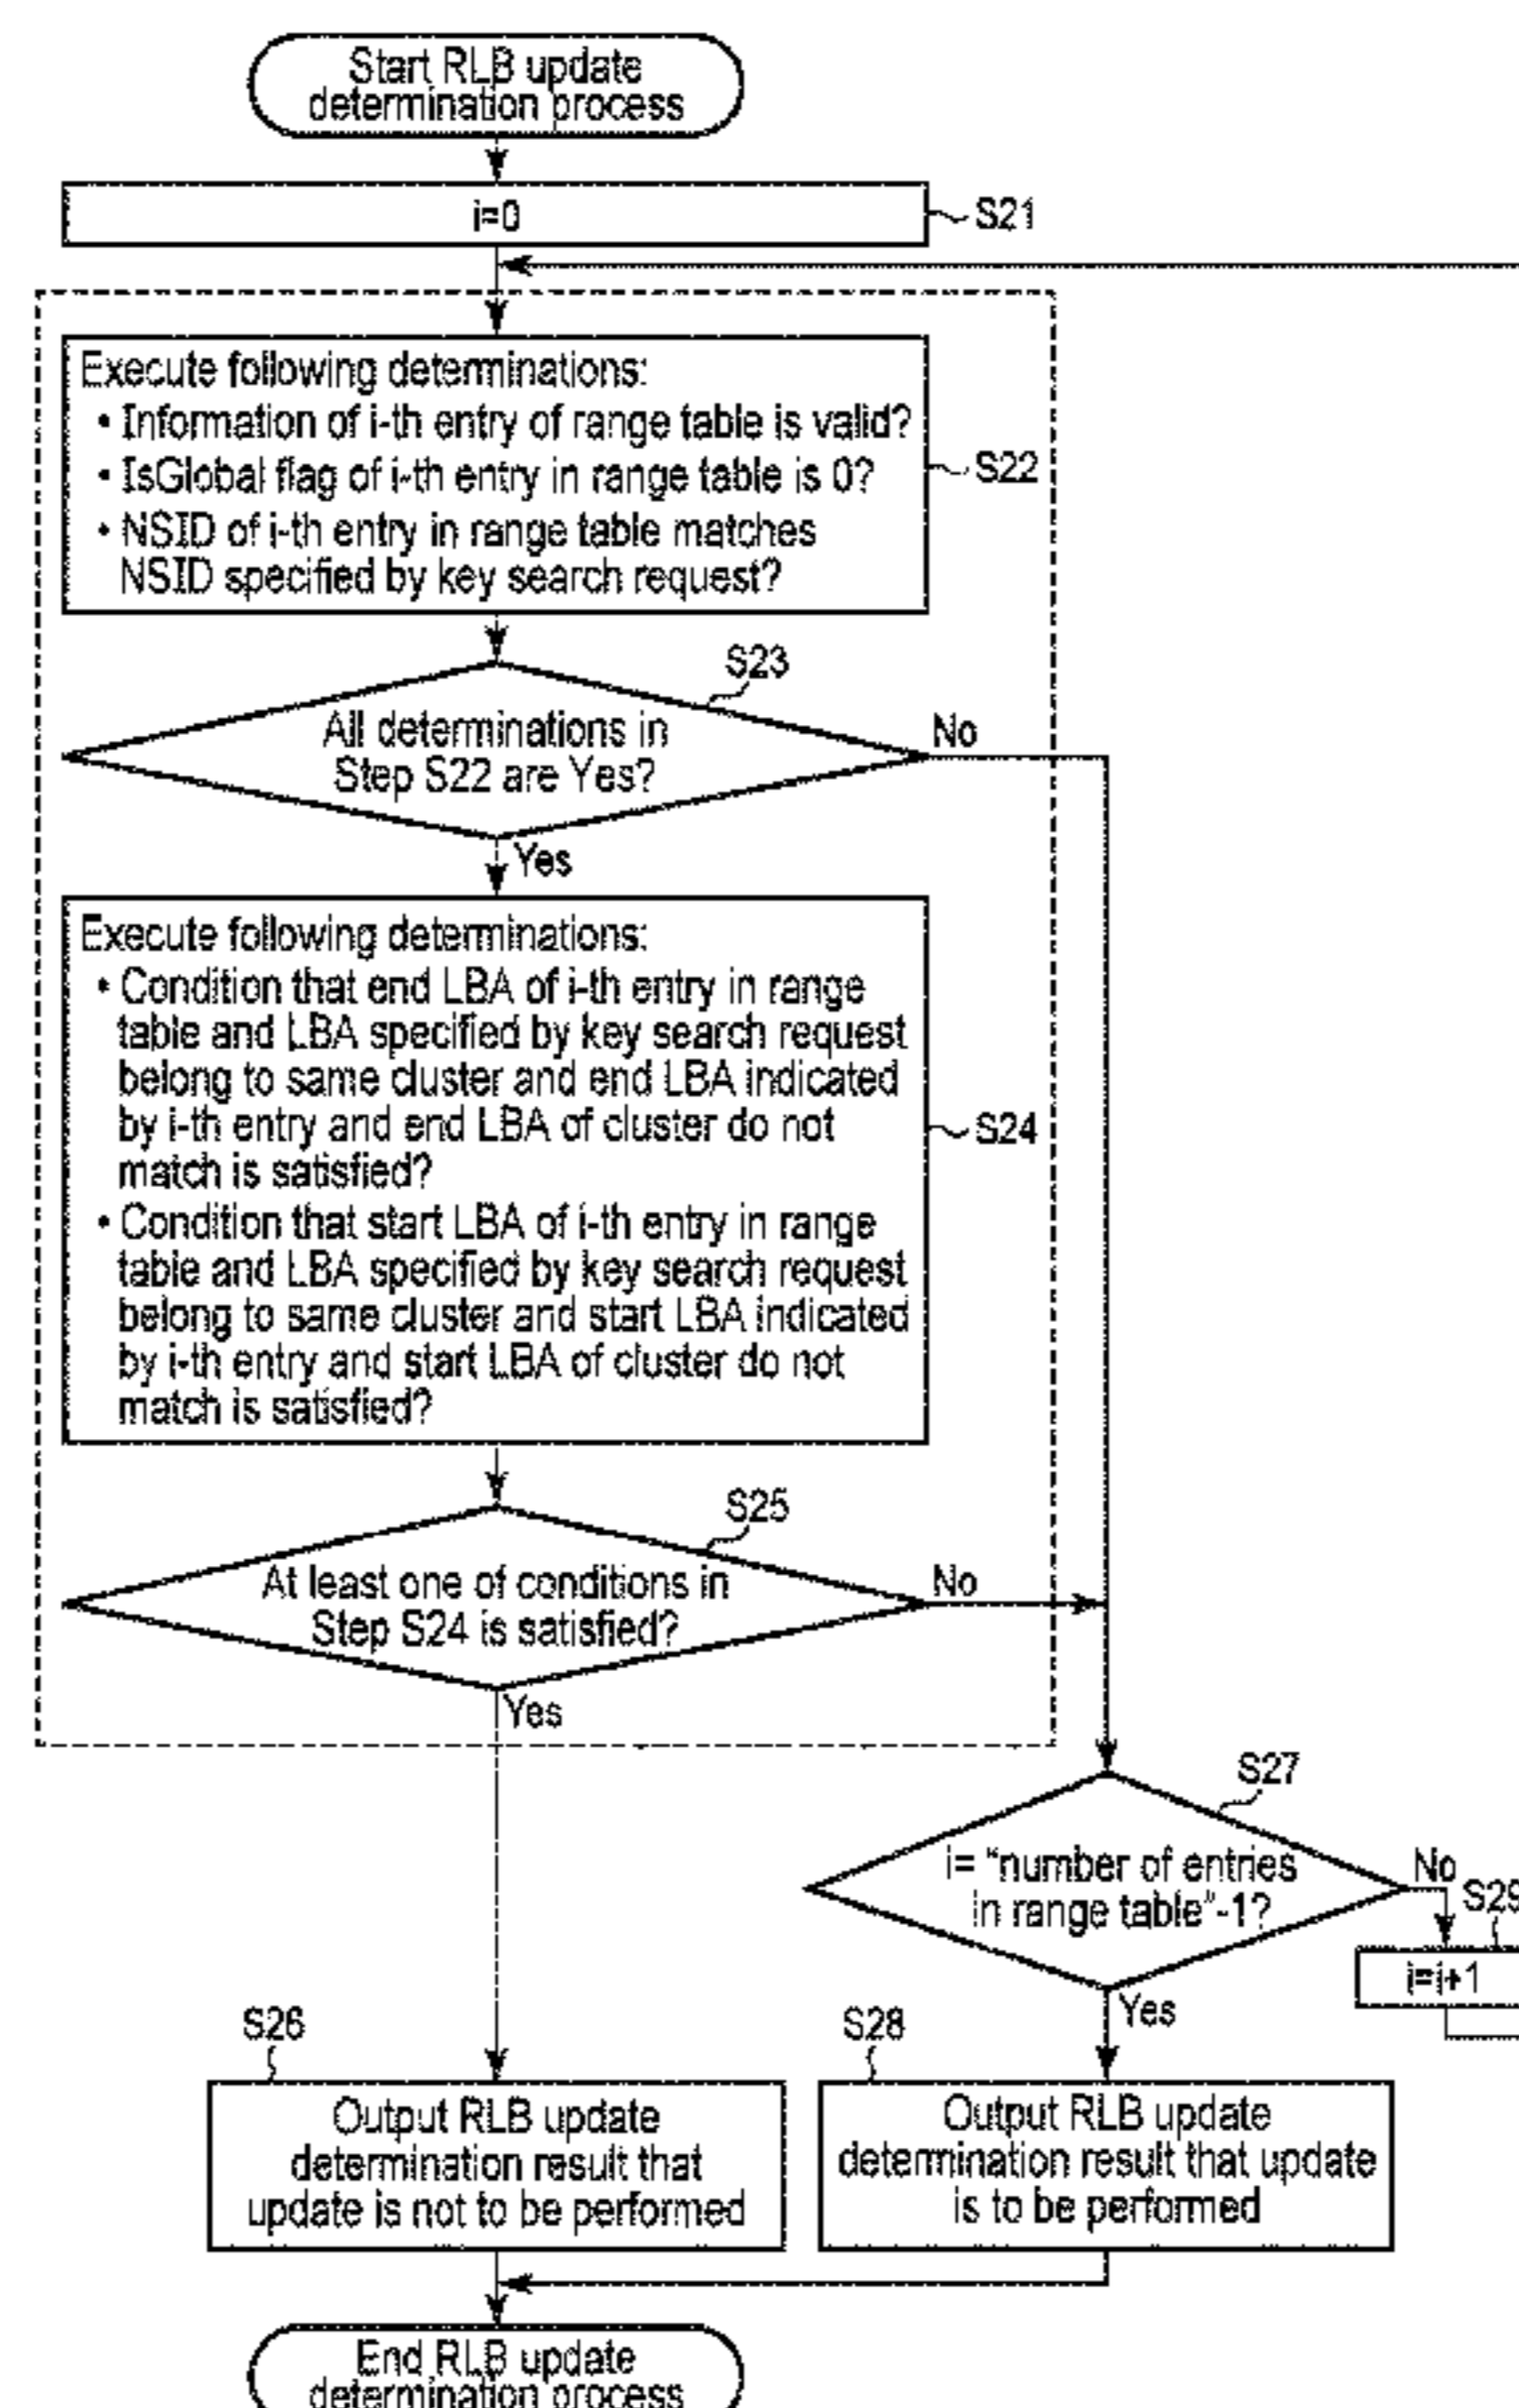 Start RLB update
determination process
i=0
S21
Execute following determinations:
• Information of i-th entry of range table is valid?
• IsGlobal flag of i-th entry in range table is 0?
• NSID of i-th entry in range table matches
NSID specified by key search request?
S22
S23
All determinations in
Step S22 are Yes?
No
Yes
Execute following determinations:
• Condition that end LBA of i-th entry in range
table and LBA specified by key search request
belong to same cluster and end LBA indicated
by i-th entry and end LBA of cluster do not
match is satisfied?
• Condition that start LBA of i-th entry in range
table and LBA specified by key search request
belong to same cluster and start LBA indicated
by i-th entry and start LBA of cluster do not
match is satisfied?
S24
S25
At least one of conditions in
Step S24 is satisfied?
No
Yes
S27
i= “number of entries
in range table”-1?
No
S29
i=i+1
Yes
S26
Output RLB update
determination result that
update is not to be performed
S28
Output RLB update
determination result that update
is to be performed
End RLB update
determination process